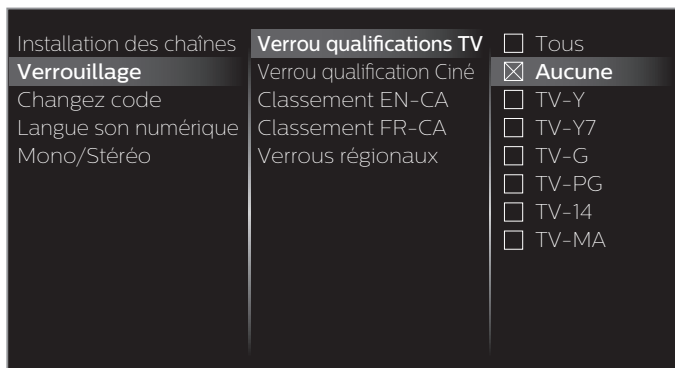 Installation des chaînes
Verrouillage
Changez code
Langue son numérique
Mono/Stéréo
Verrou qualifications TV
Verrou qualification Ciné
Classement EN-CA
Classement FR-CA
Verrous régionaux
Tous
Aucune
TV-Y
TV-Y7
TV-G
TV-PG
TV-14
TV-MA